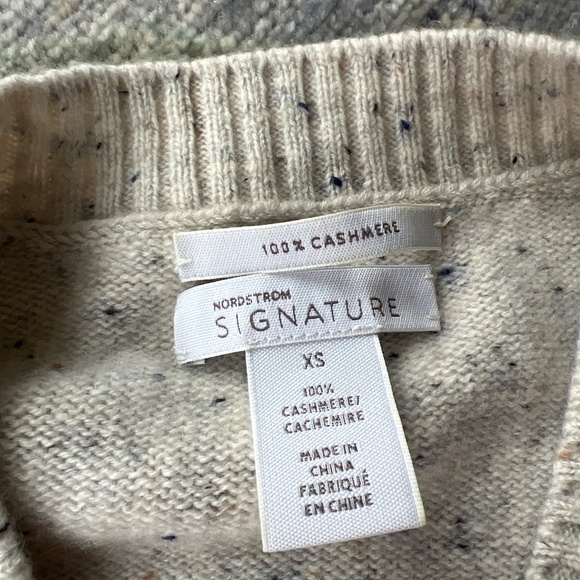 100% CASHMERE
NORDSTROM
SIGNATURE
XS
100%
CASHMERE/
CACHEMIRE
MADE IN
CHINA
FABRIQUÉ
EN CHINE